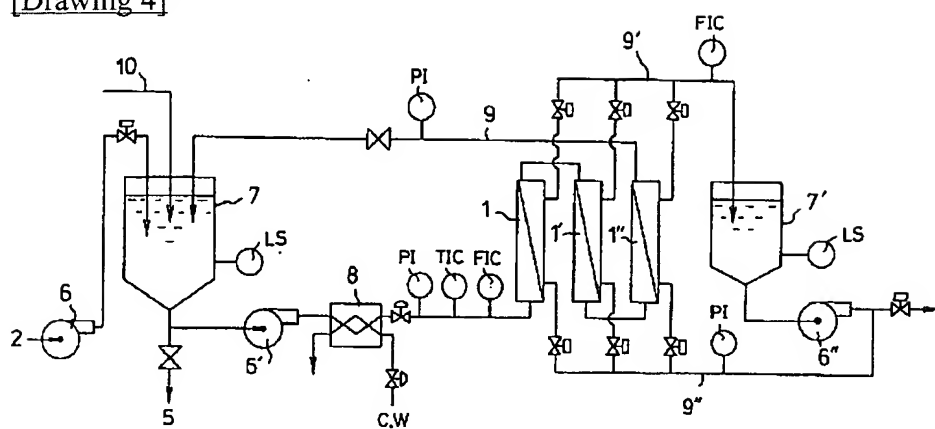 [Drawing 4]
FIC
9'
10
PI
9
7
1
1'
1"
7'
LS
LS
PI TIC FIC
8
6
2
6'
PI
6"
5
C,W
9"